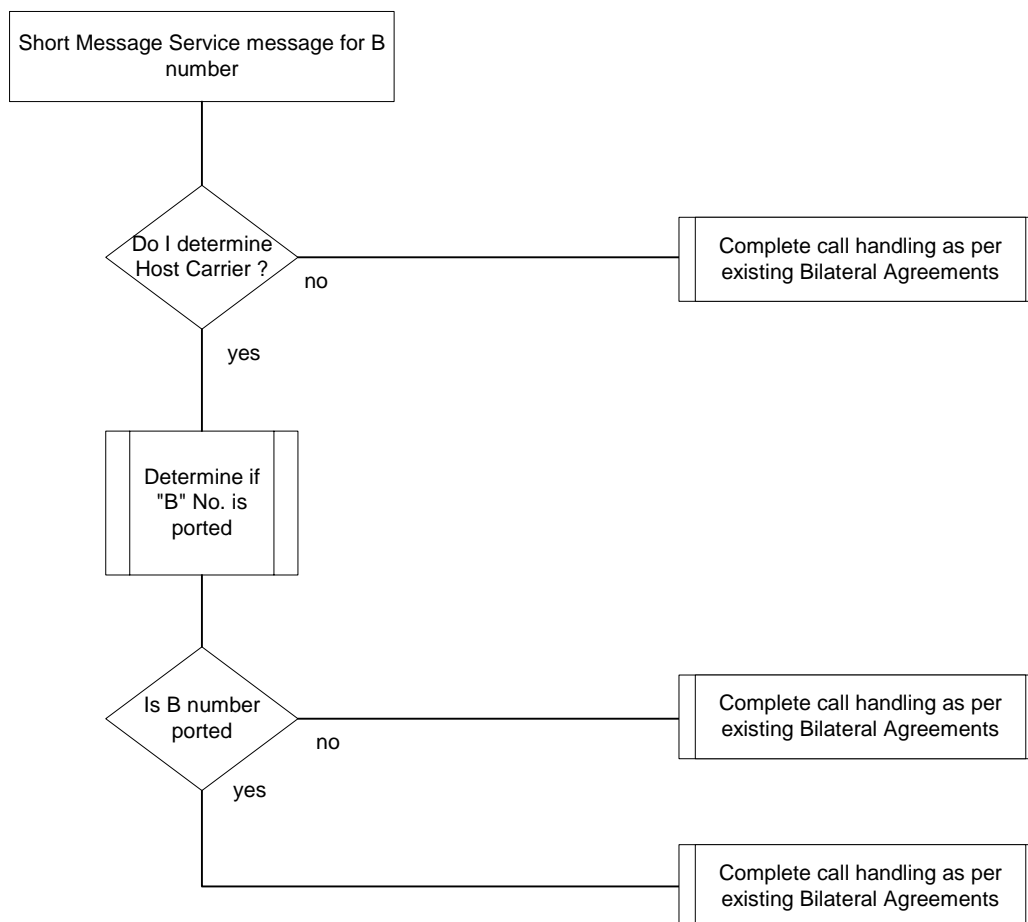 Short Message Service message for B
number
Do I determine
Host Carrier ?
no
Complete call handling as per
existing Bilateral Agreements
yes
Determine if
"B" No. is
ported
Is B number
ported
no
Complete call handling as per
existing Bilateral Agreements
yes
Complete call handling as per
existing Bilateral Agreements